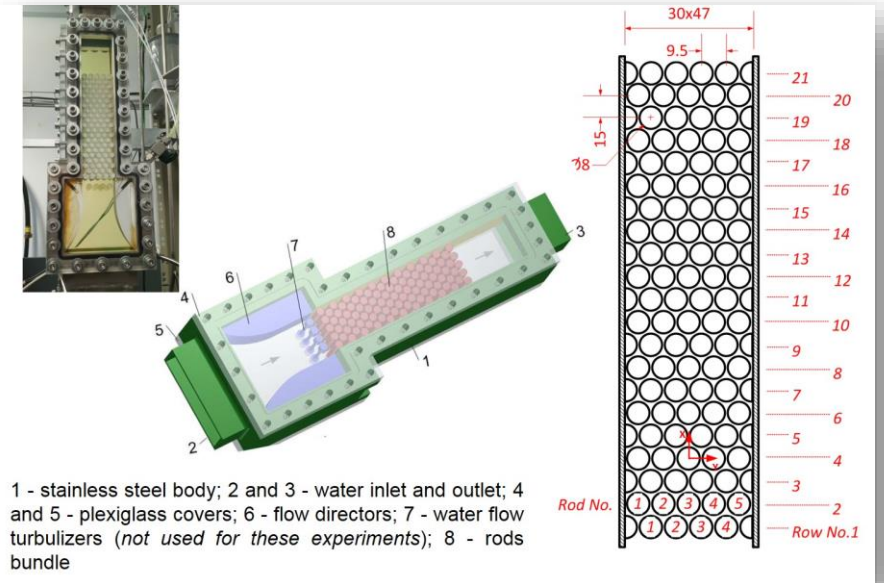 30x47
9.5
15
8
21
20
19
18
17
16
15
14
13
12
11
10
9
8
7
6
5
4
3
2
Row No.1
Rod No.
1 2 3 4 5
1 2 3 4
x
x
8
3
7
6
4
5
1
2
1 - stainless steel body; 2 and 3 - water inlet and outlet; 4
and 5 - plexiglass covers; 6 - flow directors; 7 - water flow
turbulizers (not used for these experiments); 8 - rods
bundle